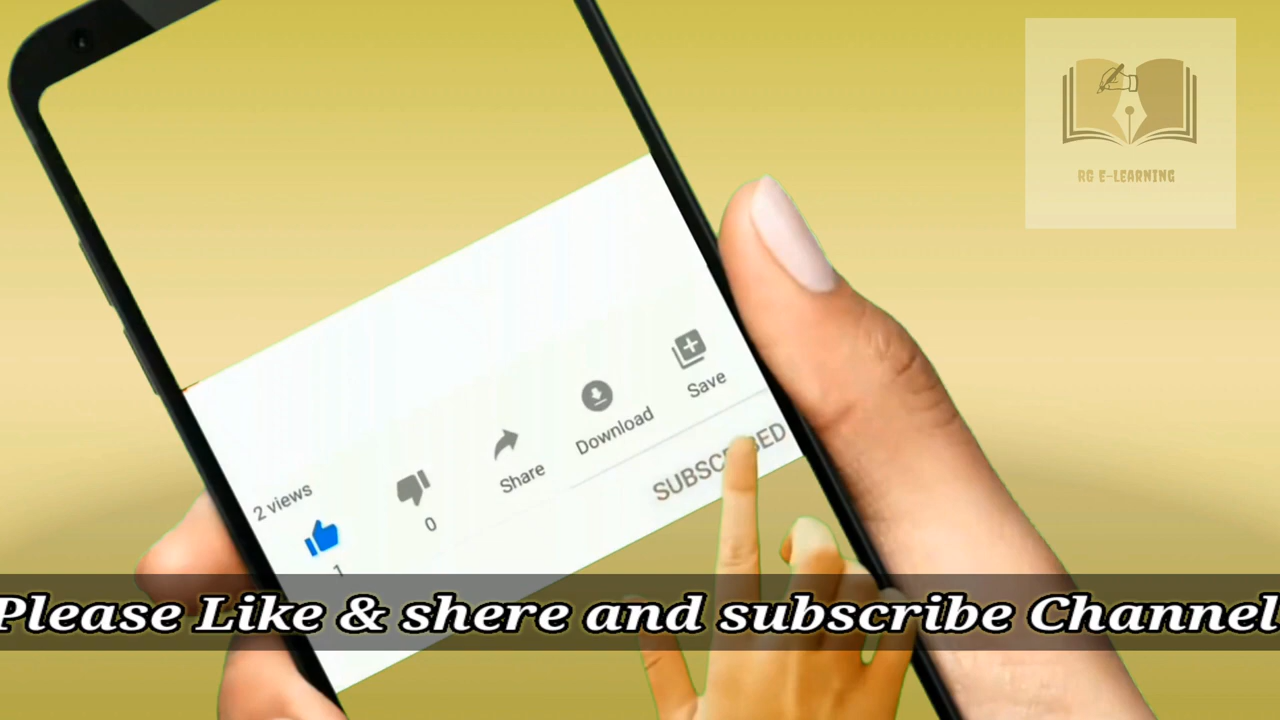 RG E-LEARNING
Save
Download
Share
2 views
0
1
SUBSCRIBED
Please Like & shere and subscribe Channel